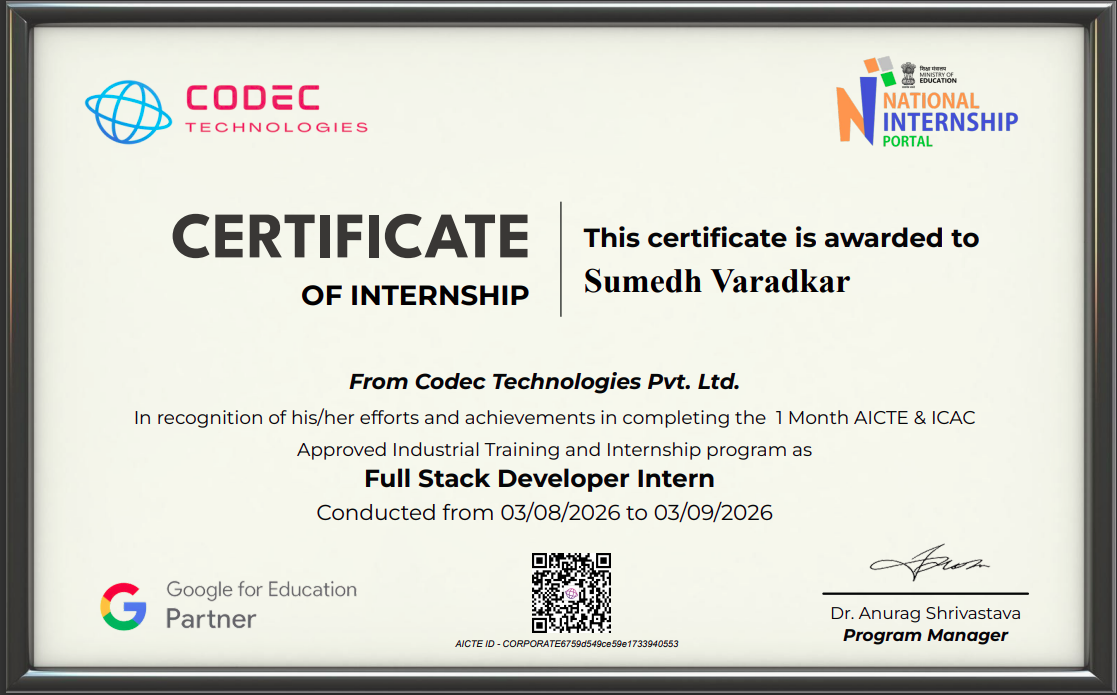 CODEC
TECHNOLOGIES
शिक्षा मंत्रालय
MINISTRY OF
EDUCATION
NATIONAL
INTERNSHIP
PORTAL
CERTIFICATE
OF INTERNSHIP
This certificate is awarded to
Sumedh Varadkar
From Codec Technologies Pvt. Ltd.
In recognition of his/her efforts and achievements in completing the 1 Month AICTE & ICAC
Approved Industrial Training and Internship program as
Full Stack Developer Intern
Conducted from 03/08/2026 to 03/09/2026
Google for Education
Partner
AICTE ID - CORPORATE6759d549ce59e1733940553
Dr. Anurag Shrivastava
Program Manager